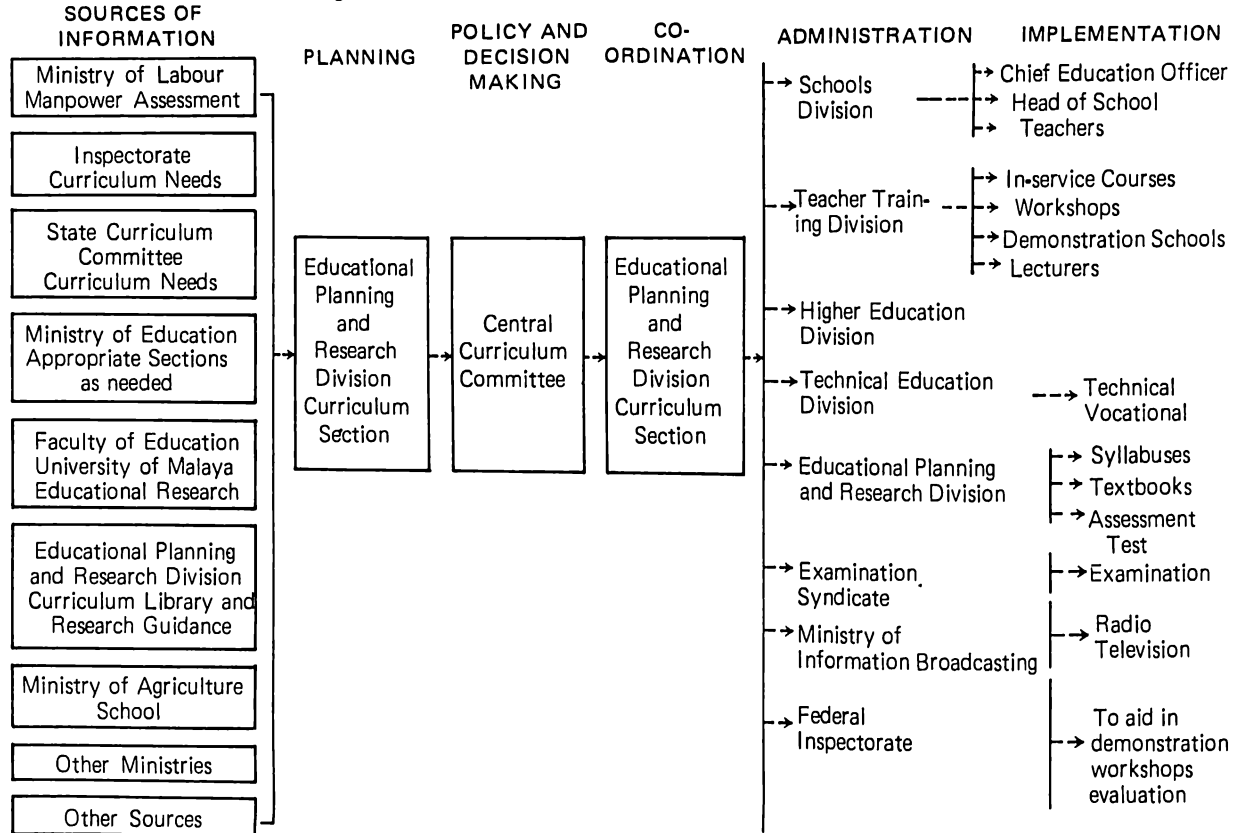 SOURCES OF
INFORMATION
PLANNING
POLICY AND
DECISION
MAKING
CO-
ORDINATION
ADMINISTRATION
IMPLEMENTATION
Ministry of Labour
Manpower Assessment
Inspectorate
Curriculum Needs
State Curriculum
Committee
Curriculum Needs
Ministry of Education
Appropriate Sections
as needed
Faculty of Education
University of Malaya
Educational Research
Educational Planning
and Research Division
Curriculum Library and
Research Guidance
Ministry of Agriculture
School
Other Ministries
Other Sources
Educational
Planning
and
Research
Division
Curriculum
Section
Central
Curriculum
Committee
Educational
Planning
and
Research
Division
Curriculum
Section
Schools
Division
Chief Education Officer
Head of School
Teachers
Teacher Train-
ing Division
In-service Courses
Workshops
Demonstration Schools
Lecturers
Higher Education
Division
Technical Education
Division
Technical
Vocational
Educational Planning
and Research Division
Syllabuses
Textbooks
Assessment
Test
Examination
Syndicate
Examination
Ministry of
Information Broadcasting
Radio
Television
Federal
Inspectorate
To aid in
demonstration
workshops
evaluation